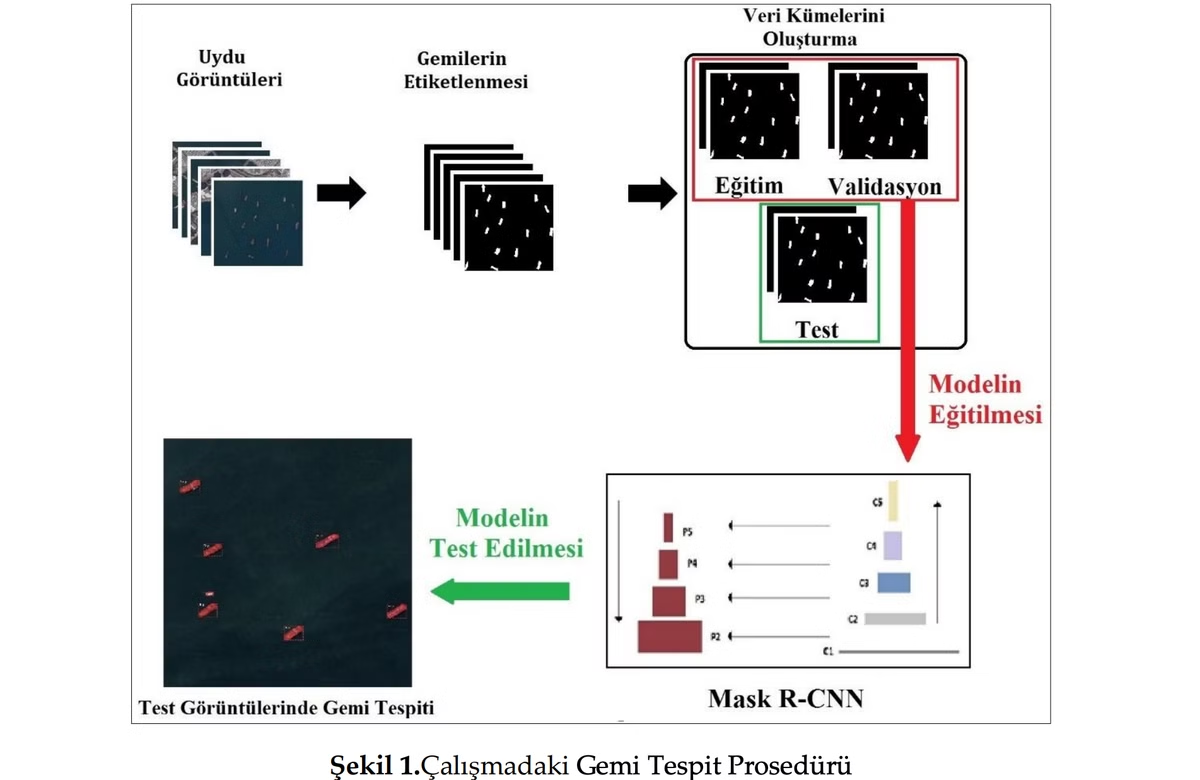 Uydu
Görüntüleri
Gemilerin
Etiketlenmesi
Veri Kümelerini
Oluşturma
Eğitim
Validasyon
Test
Modelin
Eğitilmesi
C5
C4
C3
C2
C1
P5
P4
P3
P2
Mask R-CNN
Modelin
Test Edilmesi
Test Görüntülerinde Gemi Tespiti
Şekil 1.Çalışmadaki Gemi Tespit Prosedürü